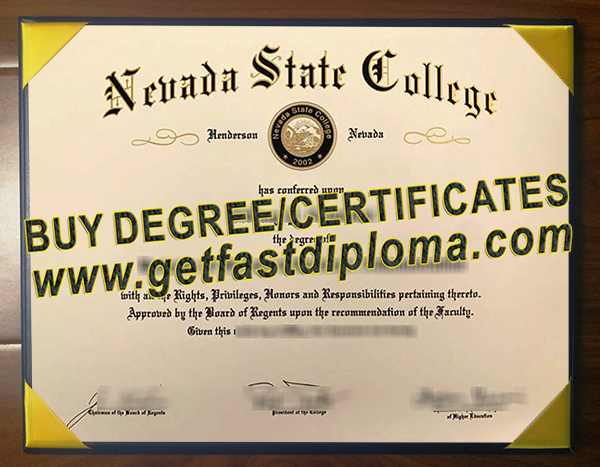 Nevada State College
Henderson Nevada
Nevada State College
★ 2002 ★
has conferred upon
BUY DEGREE/CERTIFICATES
the degree of
www.getfastdiploma.com
with all the Rights, Privileges, Honors and Responsibilities pertaining thereto.
Approved by the Board of Regents upon the recommendation of the Faculty.
Given this
Chairman of the Board of Regents President of the College of Higher Education